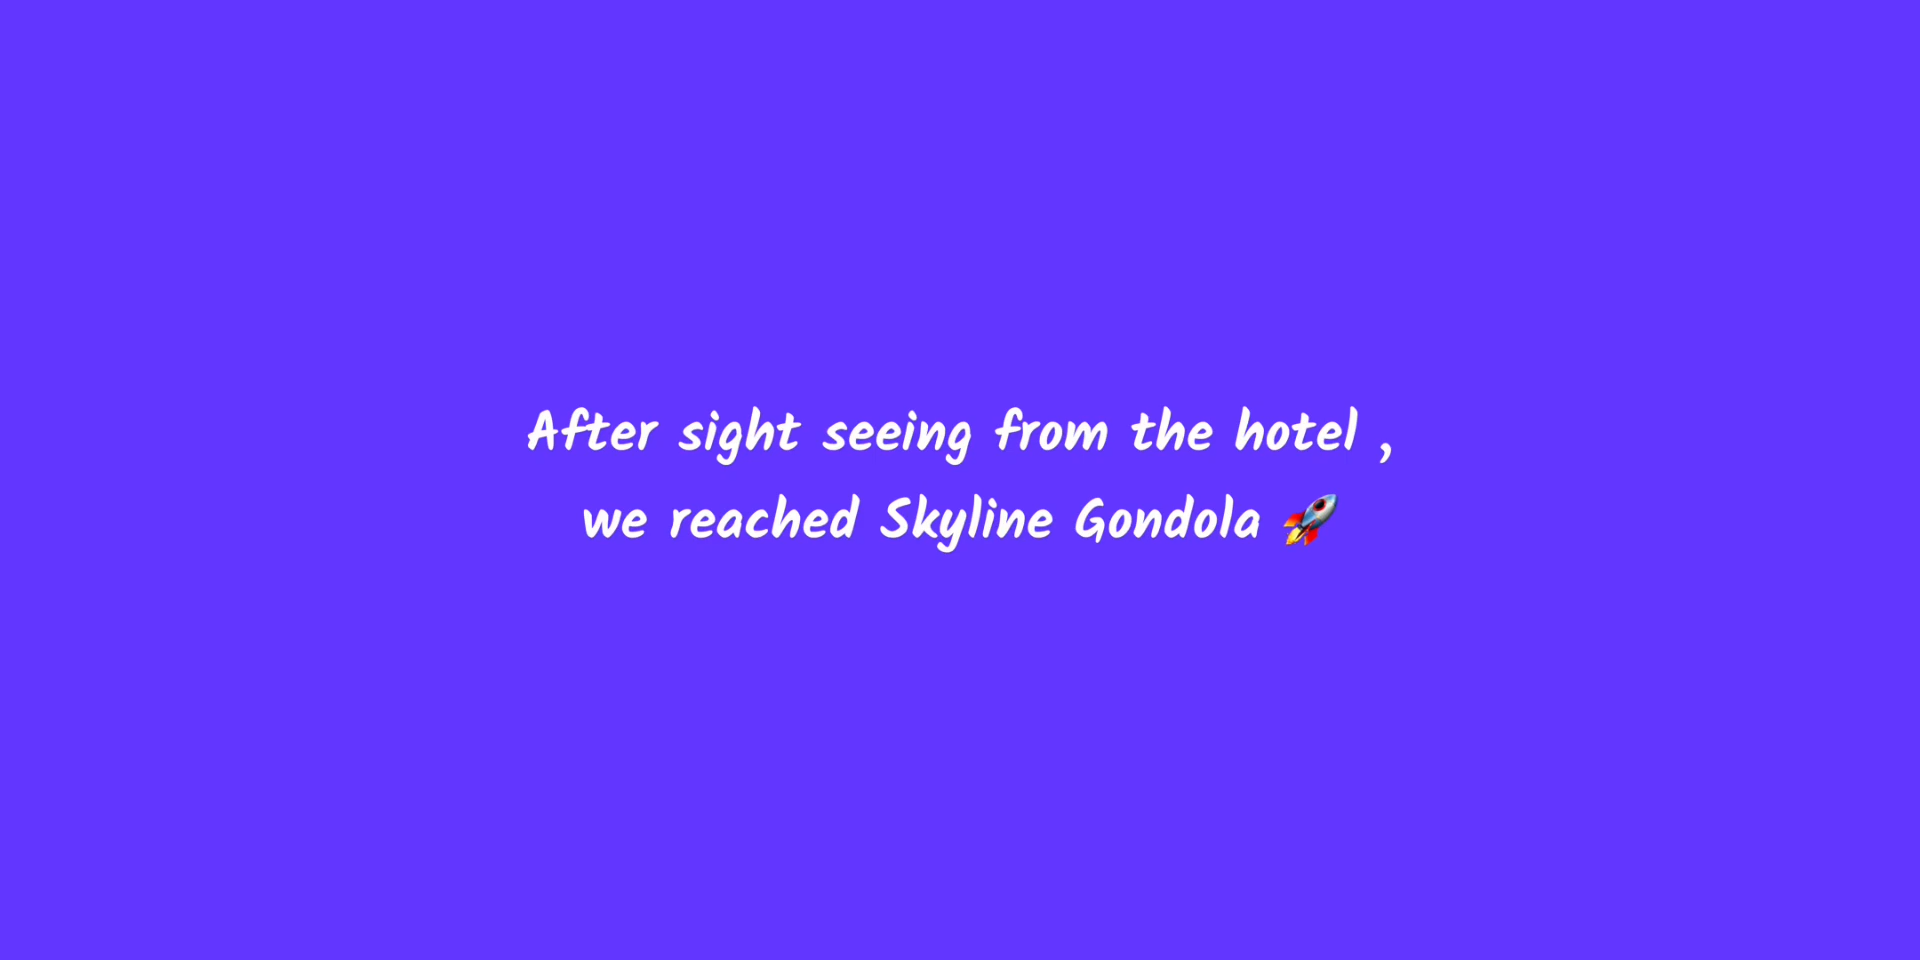 After sight seeing from the hotel ,
we reached Skyline Gondola 🚀